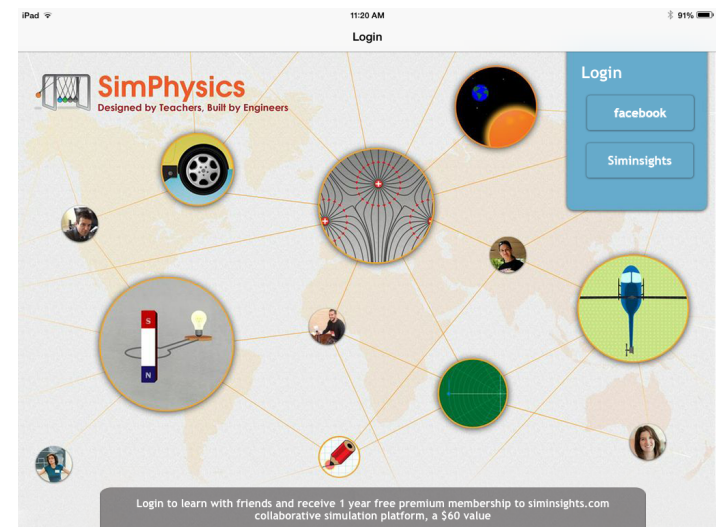 iPad 11:20 AM 91%
Login
SimPhysics
Designed by Teachers, Built by Engineers
Login
facebook
Siminsights
S
N
Login to learn with friends and receive 1 year free premium membership to siminsights.com
collaborative simulation platform, a $60 value